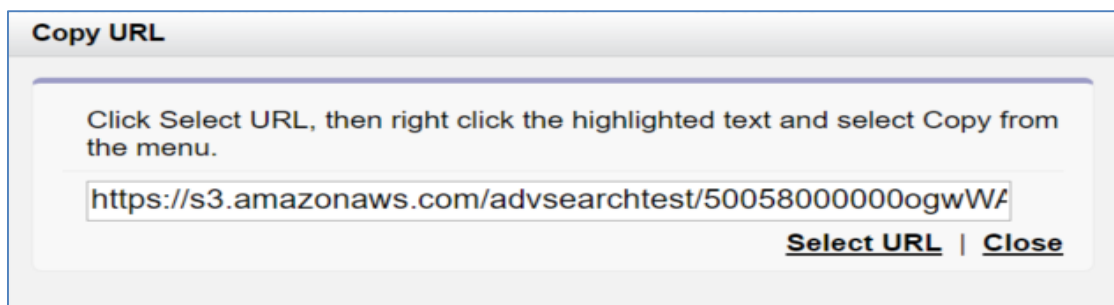 Copy URL
Click Select URL, then right click the highlighted text and select Copy from
the menu.
https://s3.amazonaws.com/advsearchtest/50058000000ogwWA
Select URL | Close